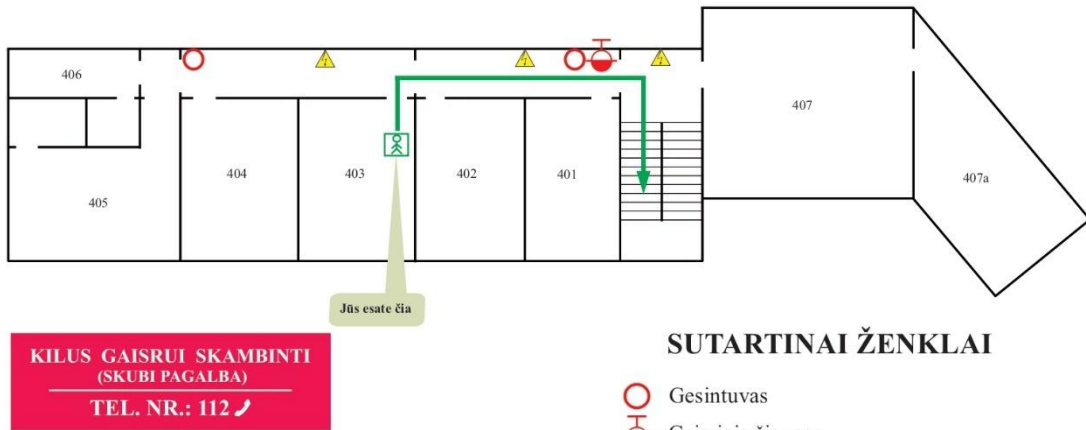 406
407
404
403
402
401
407a
405
Jūs esate čia
KILUS GAISRUI SKAMBINTI
(SKUBI PAGALBA)
TEL. NR.: 112
SUTARTINAI ŽENKLAI
Gesintuvas